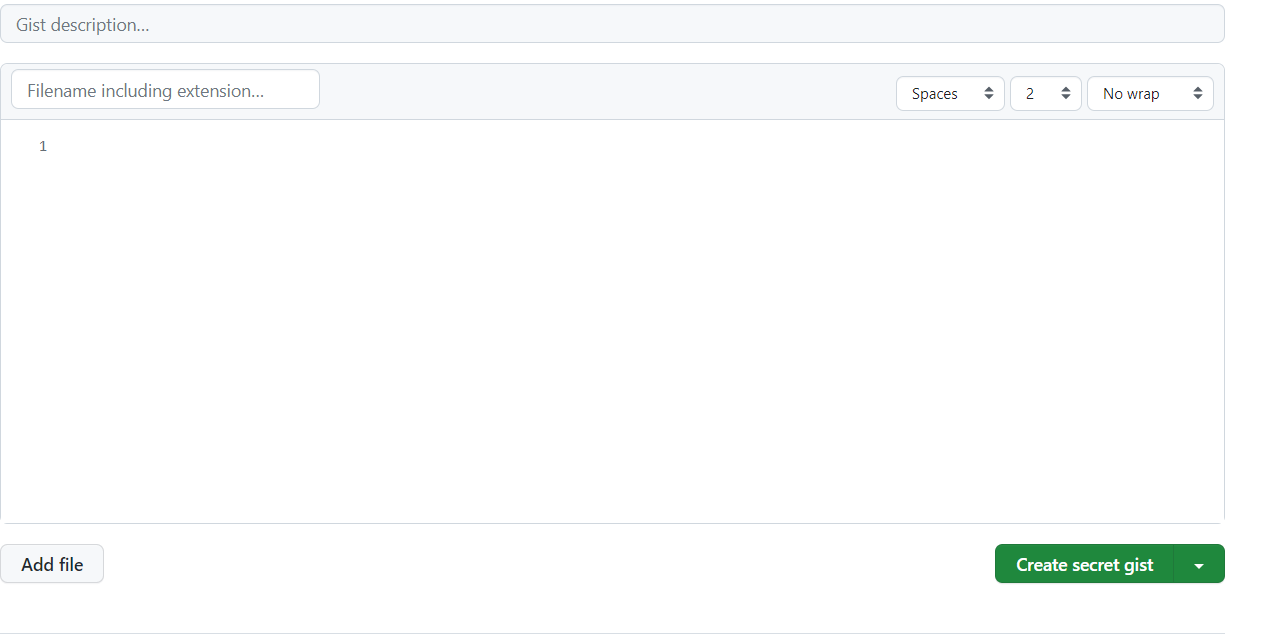 Gist description...
Filename including extension...
Spaces
2
No wrap
1
Add file
Create secret gist